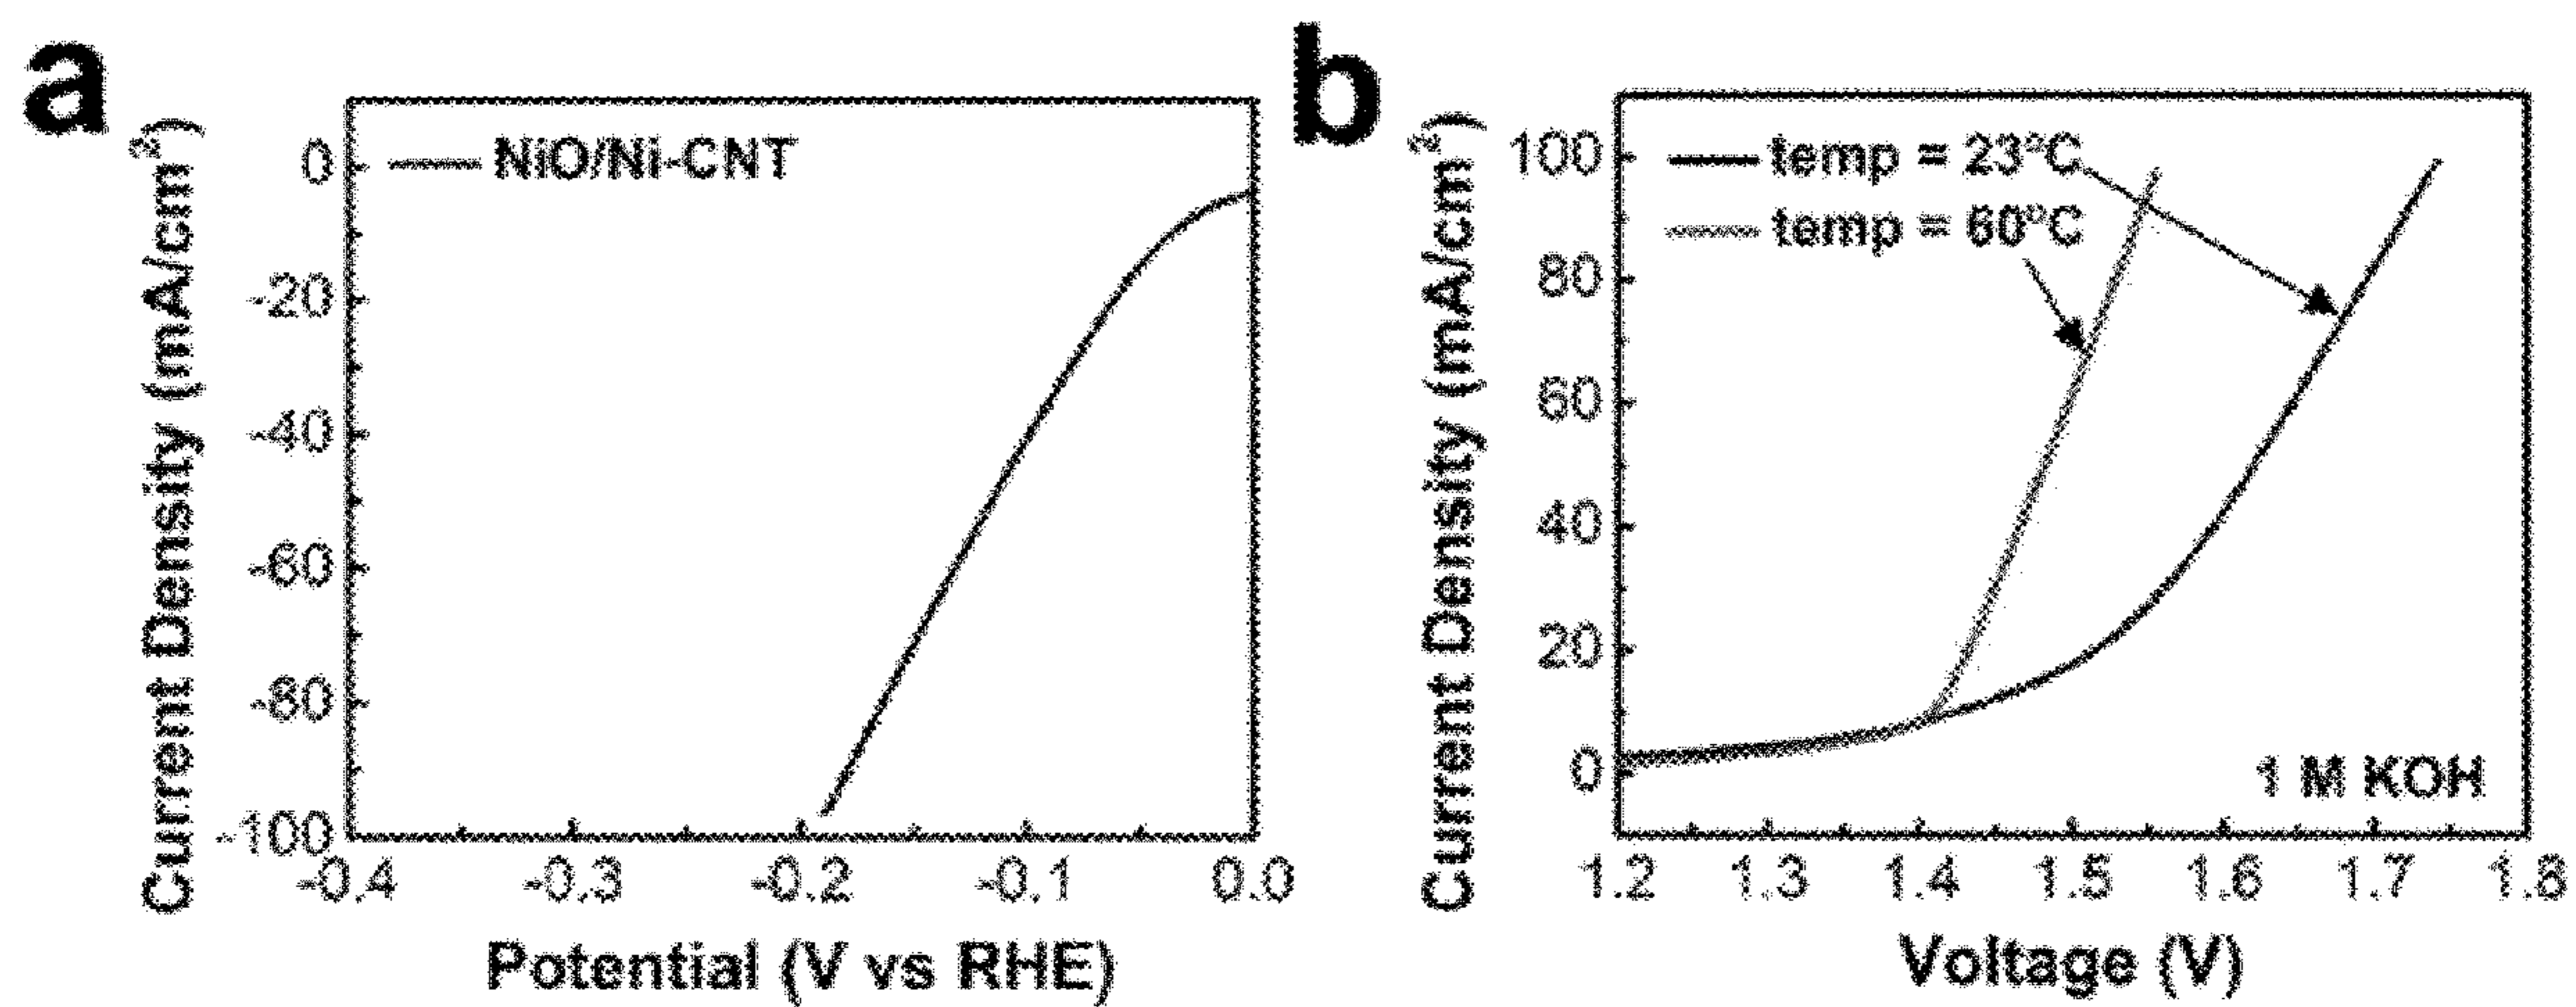 a
NiO/Ni-CNT
0
-20
-40
-60
-80
-100
-0.4 -0.3 -0.2 -0.1 0.0
Current Density (mA/cm²)
Potential (V vs RHE)
b
temp = 23ºC
temp = 60ºC
100
80
60
40
20
0
1 M KOH
1.2 1.3 1.4 1.5 1.6 1.7 1.8
Current Density (mA/cm²)
Voltage (V)